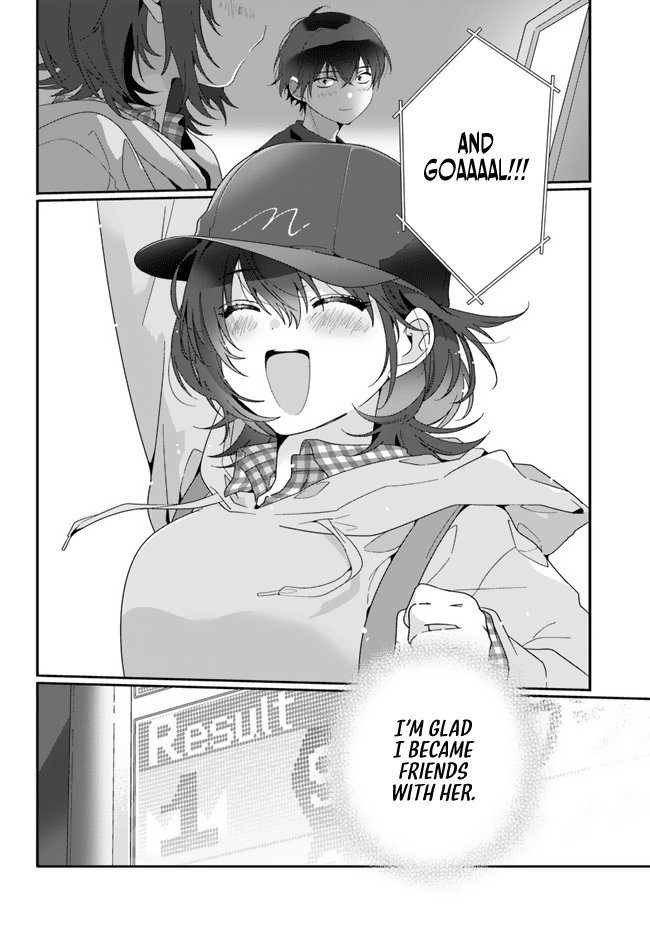 AND
GOAAAAL!!!
Result
1
I'M GLAD
I BECAME
FRIENDS
WITH HER.